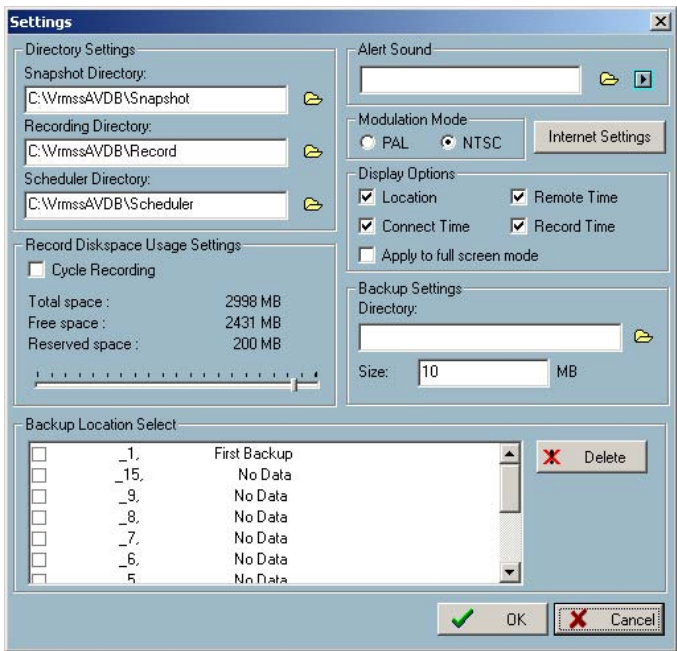 Settings
Directory Settings
Snapshot Directory:
C:\VrmssAVDB\Snapshot
Recording Directory:
C:\VrmssAVDB\Record
Scheduler Directory:
C:\VrmssAVDB\Scheduler
Record Diskspace Usage Settings
Cycle Recording
Total space : 2998 MB
Free space : 2431 MB
Reserved space : 200 MB
Alert Sound
Modulation Mode
PAL NTSC
Internet Settings
Display Options
Location Remote Time
Connect Time Record Time
Apply to full screen mode
Backup Settings
Directory:
Size: 10 MB
Backup Location Select
_1, First Backup
_15, No Data
_9, No Data
_8, No Data
_7, No Data
_6, No Data
_5, No Data
Delete
OK Cancel